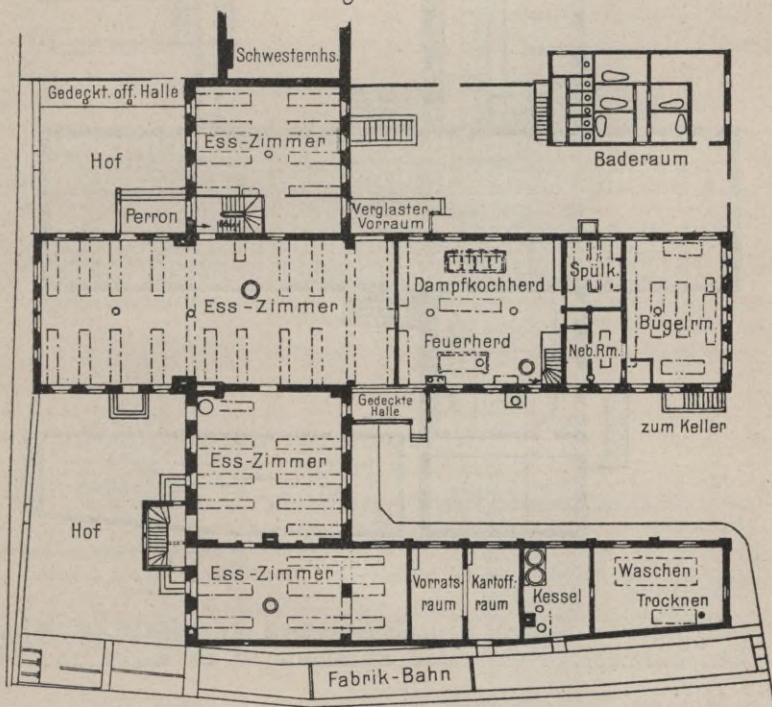 Schwesternhs.
Gedeckt. off. Halle
Ess-Zimmer
Hof
Baderaum
Perron
Verglaster
Vorraum
Spülk.
Dampfkochherd
Ess-Zimmer
Bügelrm.
Feuerherd
Neb. Rm.
Gedeckte
Halle
zum Keller
Ess-Zimmer
Hof
Ess-Zimmer
Vorrats-
raum
Kartoff.
raum
Kessel
Waschen
Trocknen
Fabrik-Bahn